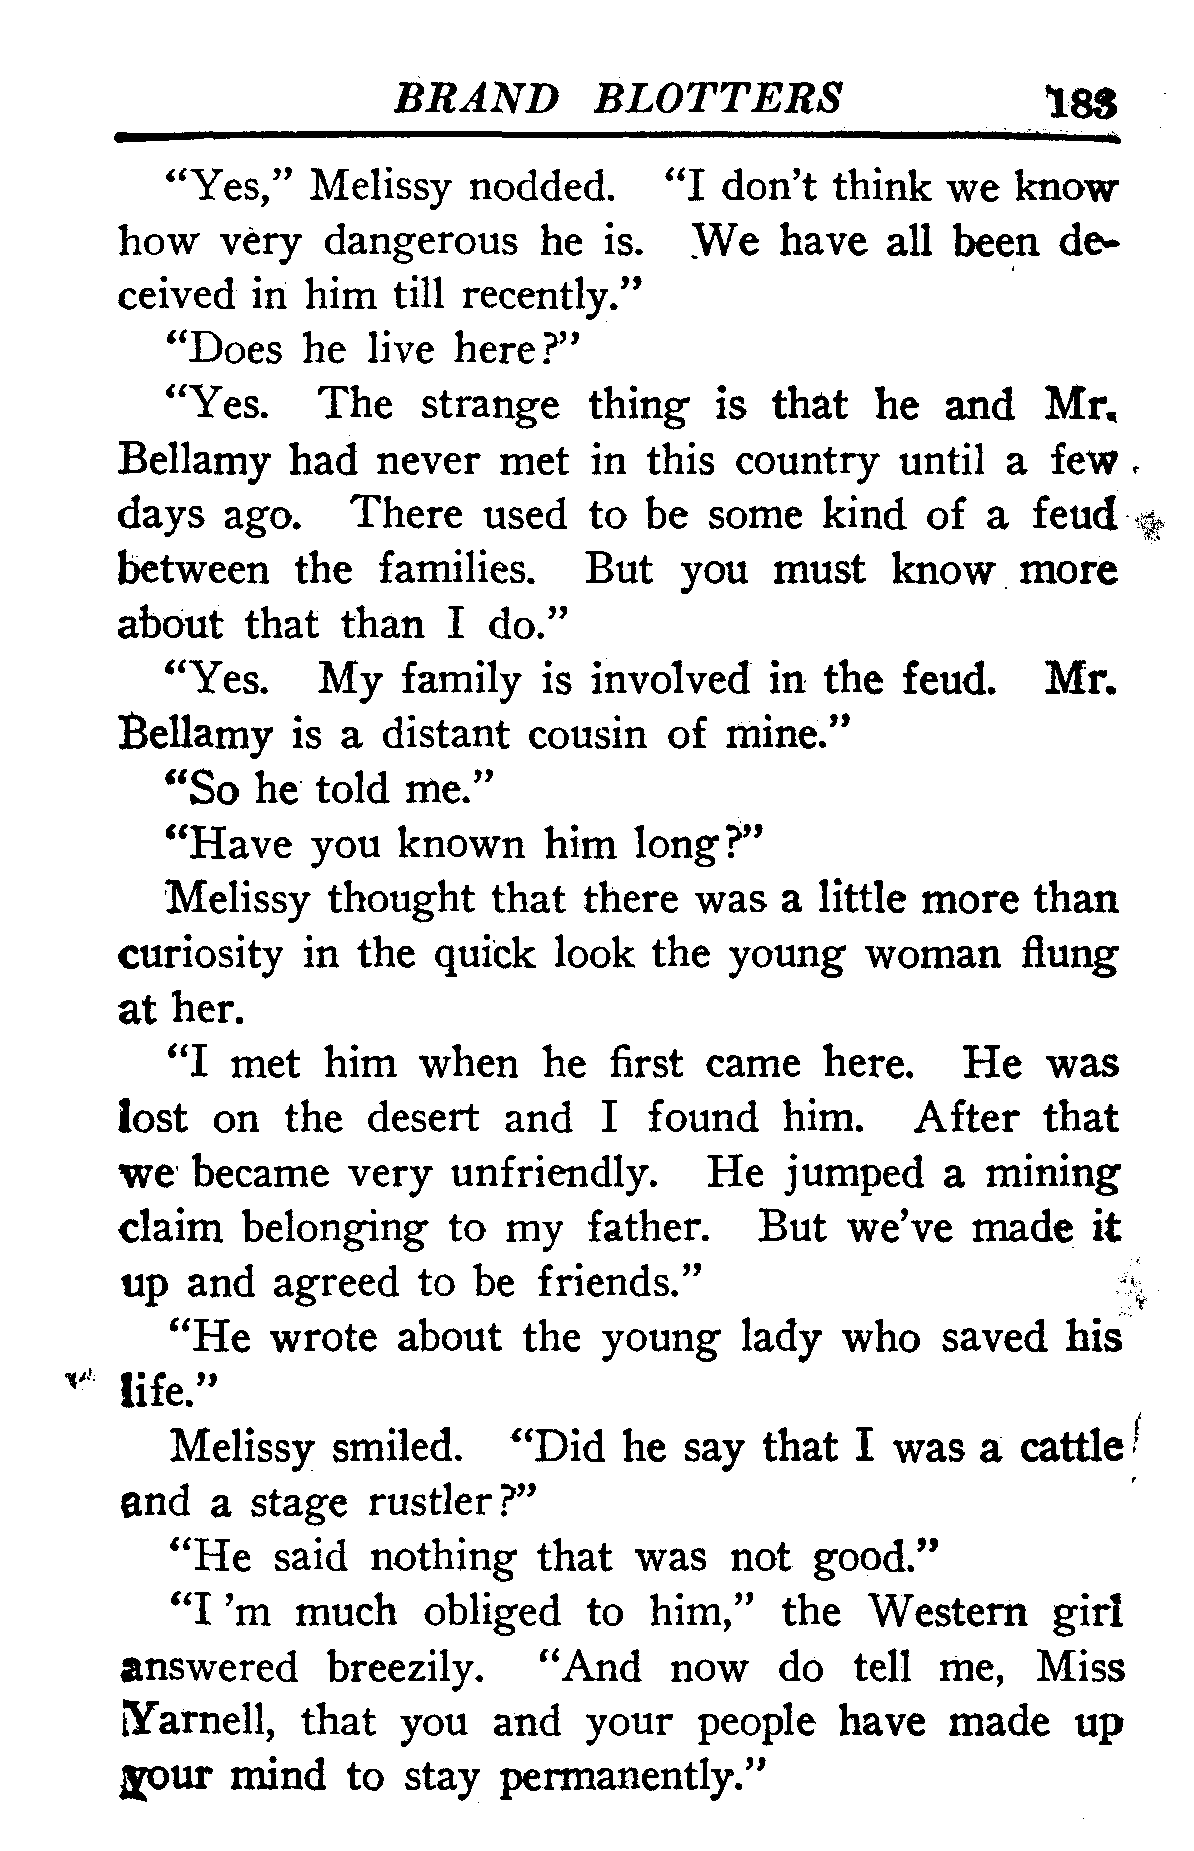 BRAND BLOTTERS 183
“Yes,” Melissy nodded. “I don’t think we know
how very dangerous he is. We have all been de-
ceived in him till recently.”
“Does he live here?”
“Yes. The strange thing is that he and Mr.
Bellamy had never met in this country until a few
days ago. There used to be some kind of a feud
between the families. But you must know more
about that than I do.”
“Yes. My family is involved in the feud. Mr.
Bellamy is a distant cousin of mine.”
“So he told me.”
“Have you known him long?”
Melissy thought that there was a little more than
curiosity in the quick look the young woman flung
at her.
“I met him when he first came here. He was
lost on the desert and I found him. After that
we became very unfriendly. He jumped a mining
claim belonging to my father. But we’ve made it
up and agreed to be friends.”
“He wrote about the young lady who saved his
life.”
Melissy smiled. “Did he say that I was a cattle
and a stage rustler?”
“He said nothing that was not good.”
“I ’m much obliged to him,” the Western girl
answered breezily. “And now do tell me, Miss
Yarnell, that you and your people have made up
your mind to stay permanently.”